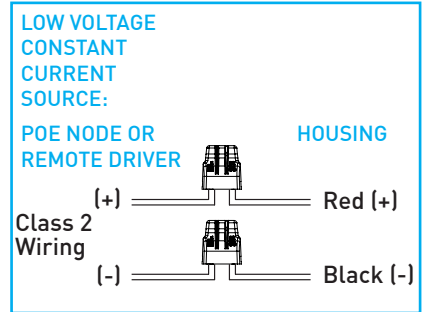 LOW VOLTAGE
CONSTANT
CURRENT
SOURCE:
POE NODE OR
REMOTE DRIVER
HOUSING
(+)
Red (+)
Class 2
Wiring
(-)
Black (-)